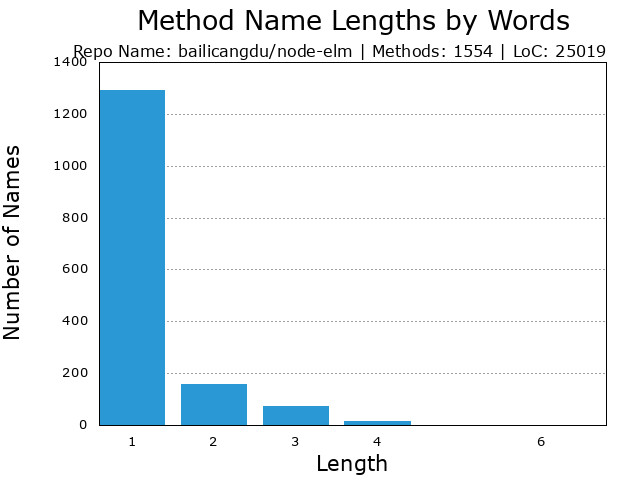 Method Name Lengths by Words
Repo Name: bailicangdu/node-elm | Methods: 1554 | LoC: 25019
Number of Names
1400
1200
1000
800
600
400
200
0
1 2 3 4 6
Length